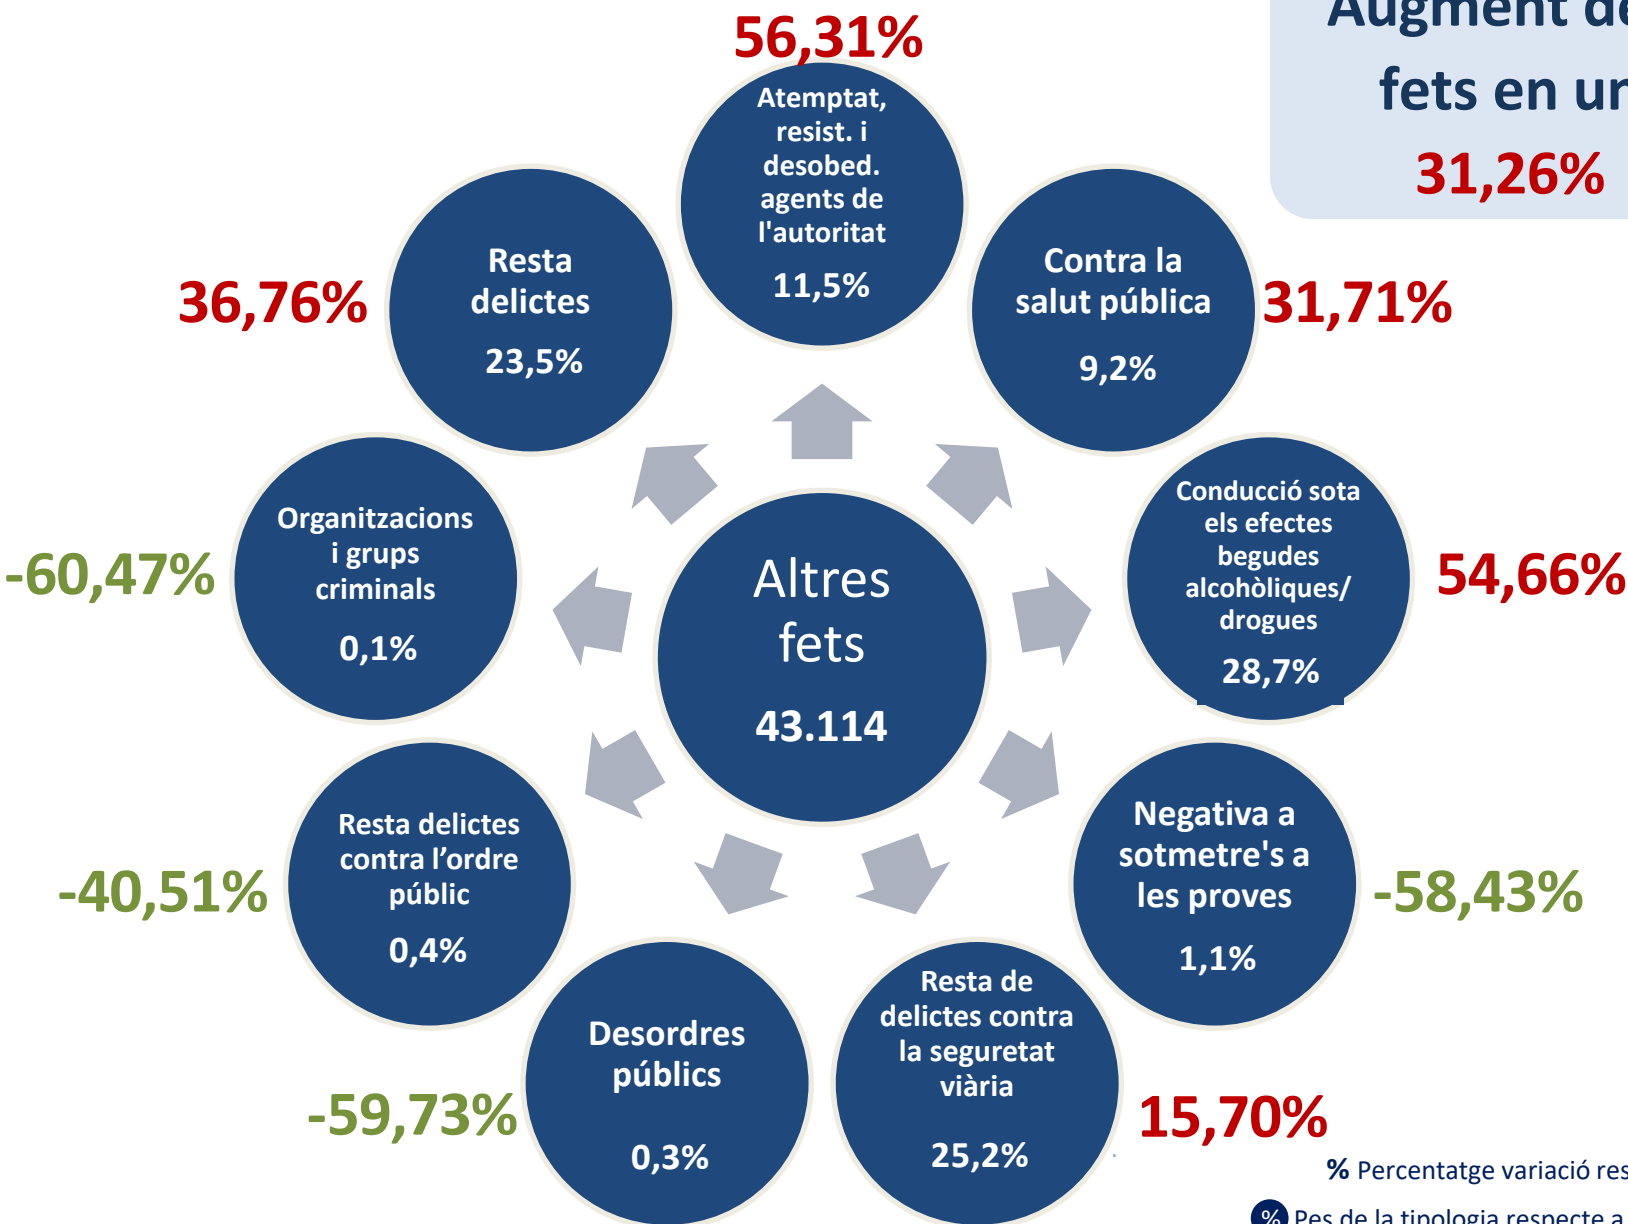 56,31%
Augment de
fets en un
31,26%
Atemptat,
resist. i
desobed.
agents de
l'autoritat
11,5%
Resta
delictes
23,5%
36,76%
Contra la
salut pública
9,2%
31,71%
Organitzacions
i grups
criminals
0,1%
-60,47%
Altres
fets
43.114
Conducció sota
els efectes
begudes
alcohòliques/
drogues
28,7%
54,66%
Resta delictes
contra l’ordre
públic
0,4%
-40,51%
Negativa a
sotmetre's a
les proves
1,1%
-58,43%
Desordres
públics
0,3%
-59,73%
Resta de
delictes contra
la seguretat
viària
25,2%
15,70%
% Percentatge variació res
% Pes de la tipologia respecte a